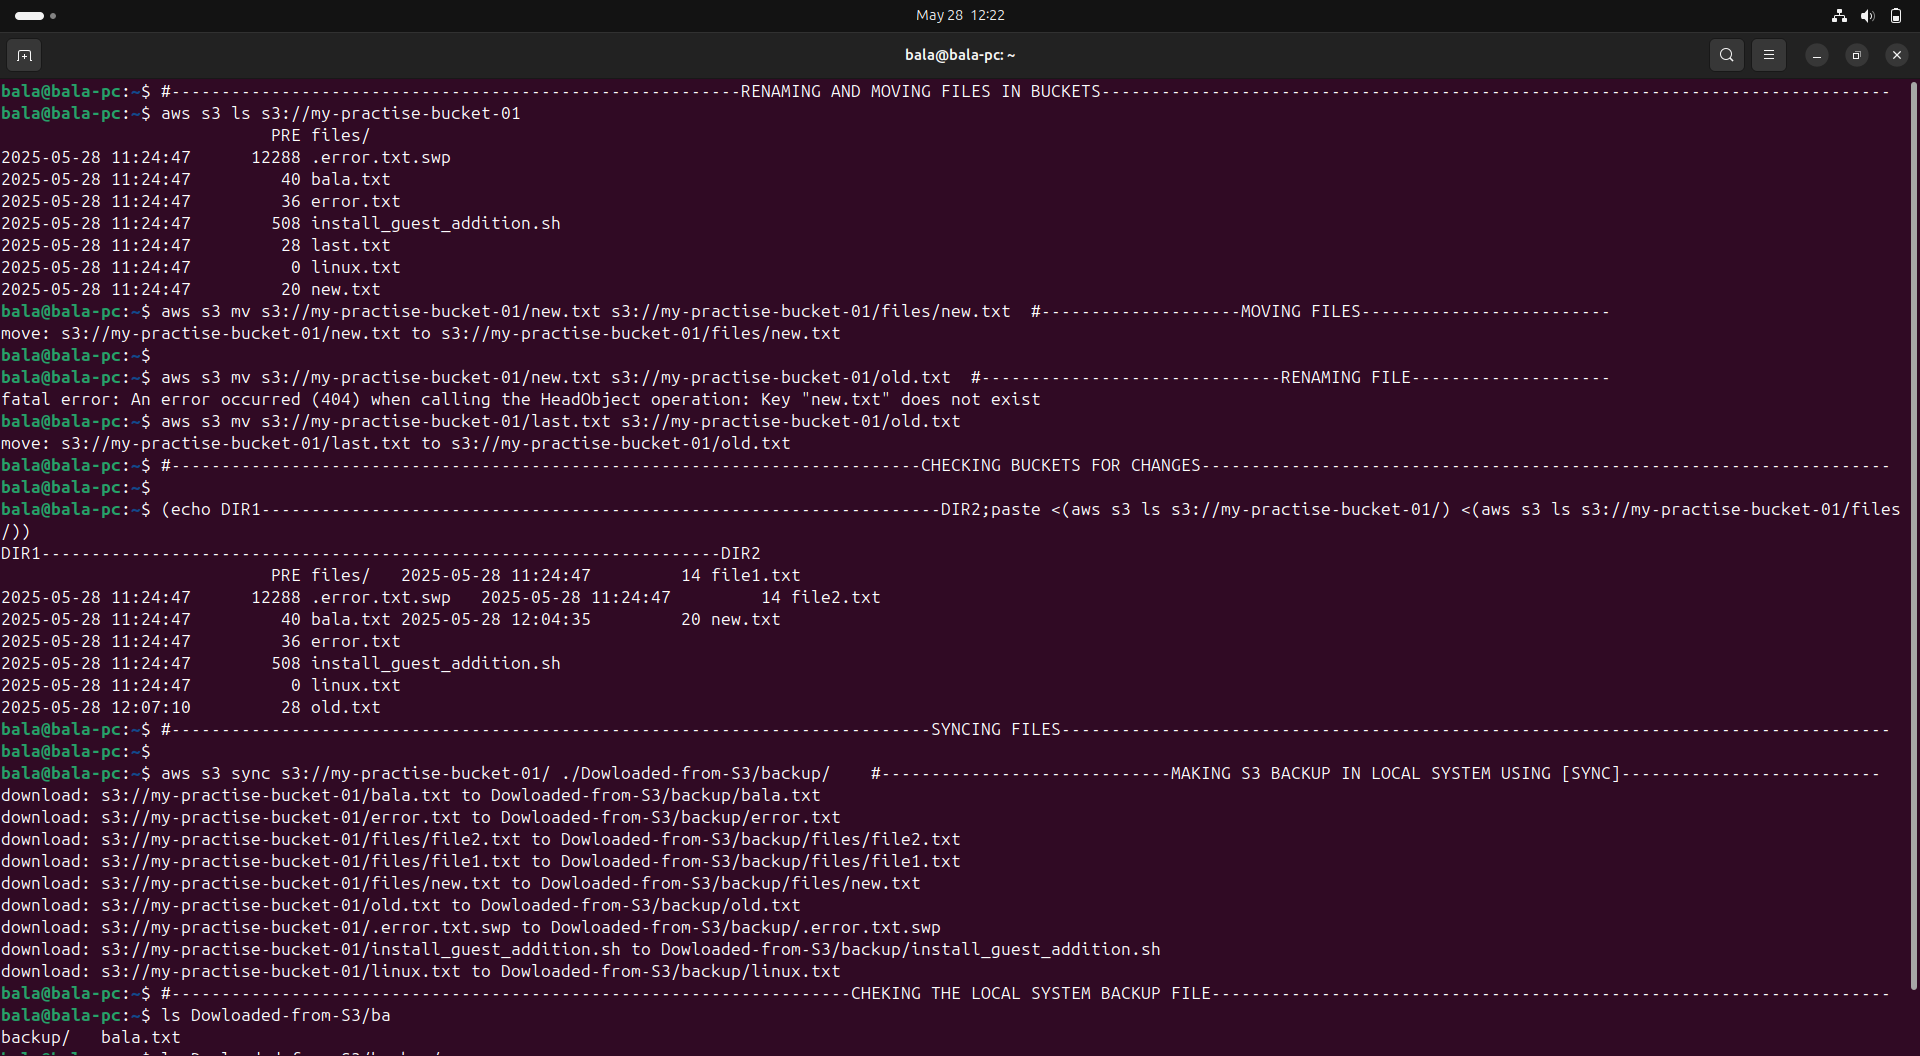 May 28 12:22
bala@bala-pc: ~
bala@bala-pc:~$ #---------------------------------------------------------RENAMING AND MOVING FILES IN BUCKETS-------------------------------------------------------------------------------
bala@bala-pc:~$ aws s3 ls s3://my-practise-bucket-01
                           PRE files/
2025-05-28 11:24:47      12288 .error.txt.swp
2025-05-28 11:24:47         40 bala.txt
2025-05-28 11:24:47         36 error.txt
2025-05-28 11:24:47        508 install_guest_addition.sh
2025-05-28 11:24:47         28 last.txt
2025-05-28 11:24:47          0 linux.txt
2025-05-28 11:24:47         20 new.txt
bala@bala-pc:~$ aws s3 mv s3://my-practise-bucket-01/new.txt s3://my-practise-bucket-01/files/new.txt  #--------------------MOVING FILES-------------------------
move: s3://my-practise-bucket-01/new.txt to s3://my-practise-bucket-01/files/new.txt
bala@bala-pc:~$
bala@bala-pc:~$ aws s3 mv s3://my-practise-bucket-01/new.txt s3://my-practise-bucket-01/old.txt  #------------------------------RENAMING FILE--------------------
fatal error: An error occurred (404) when calling the HeadObject operation: Key "new.txt" does not exist
bala@bala-pc:~$ aws s3 mv s3://my-practise-bucket-01/last.txt s3://my-practise-bucket-01/old.txt
move: s3://my-practise-bucket-01/last.txt to s3://my-practise-bucket-01/old.txt
bala@bala-pc:~$ #---------------------------------------------------------------------------CHECKING BUCKETS FOR CHANGES---------------------------------------------------------------------
bala@bala-pc:~$
bala@bala-pc:~$ (echo DIR1--------------------------------------------------------------------DIR2;paste <(aws s3 ls s3://my-practise-bucket-01/) <(aws s3 ls s3://my-practise-bucket-01/files
/))
DIR1--------------------------------------------------------------------DIR2
                           PRE files/   2025-05-28 11:24:47         14 file1.txt
2025-05-28 11:24:47      12288 .error.txt.swp   2025-05-28 11:24:47         14 file2.txt
2025-05-28 11:24:47         40 bala.txt 2025-05-28 12:04:35         20 new.txt
2025-05-28 11:24:47         36 error.txt
2025-05-28 11:24:47        508 install_guest_addition.sh
2025-05-28 11:24:47          0 linux.txt
2025-05-28 12:07:10         28 old.txt
bala@bala-pc:~$ #----------------------------------------------------------------------------SYNCING FILES-----------------------------------------------------------------------------------
bala@bala-pc:~$
bala@bala-pc:~$ aws s3 sync s3://my-practise-bucket-01/ ./Dowloaded-from-S3/backup/    #-----------------------------MAKING S3 BACKUP IN LOCAL SYSTEM USING [SYNC]--------------------------
download: s3://my-practise-bucket-01/bala.txt to Dowloaded-from-S3/backup/bala.txt
download: s3://my-practise-bucket-01/error.txt to Dowloaded-from-S3/backup/error.txt
download: s3://my-practise-bucket-01/files/file2.txt to Dowloaded-from-S3/backup/files/file2.txt
download: s3://my-practise-bucket-01/files/file1.txt to Dowloaded-from-S3/backup/files/file1.txt
download: s3://my-practise-bucket-01/files/new.txt to Dowloaded-from-S3/backup/files/new.txt
download: s3://my-practise-bucket-01/old.txt to Dowloaded-from-S3/backup/old.txt
download: s3://my-practise-bucket-01/.error.txt.swp to Dowloaded-from-S3/backup/.error.txt.swp
download: s3://my-practise-bucket-01/install_guest_addition.sh to Dowloaded-from-S3/backup/install_guest_addition.sh
download: s3://my-practise-bucket-01/linux.txt to Dowloaded-from-S3/backup/linux.txt
bala@bala-pc:~$ #--------------------------------------------------------------------CHEKING THE LOCAL SYSTEM BACKUP FILE--------------------------------------------------------------------
bala@bala-pc:~$ ls Dowloaded-from-S3/ba
backup/   bala.txt